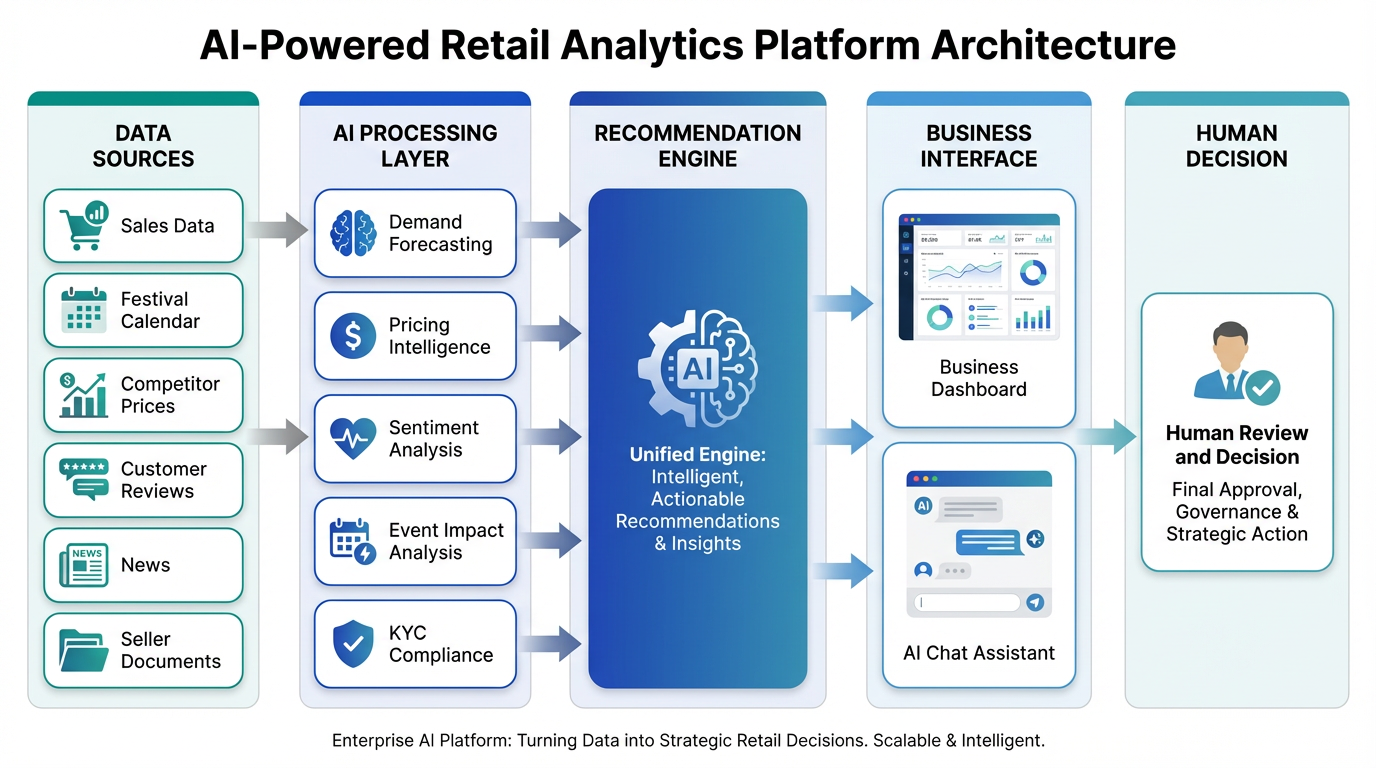 AI-Powered Retail Analytics Platform Architecture
DATA
SOURCES
Sales Data
Festival
Calendar
Competitor
Prices
Customer
Reviews
NEWS
News
Seller
Documents
AI PROCESSING
LAYER
Demand
Forecasting
$
Pricing
Intelligence
Sentiment
Analysis
Event Impact
Analysis
KYC
Compliance
RECOMMENDATION
ENGINE
AI
Unified Engine:
Intelligent,
Actionable
Recommendations
& Insights
BUSINESS
INTERFACE
Business
Dashboard
AI
AI Chat Assistant
HUMAN
DECISION
Human Review
and Decision
Final Approval,
Governance &
Strategic Action
Enterprise AI Platform: Turning Data into Strategic Retail Decisions. Scalable & Intelligent.